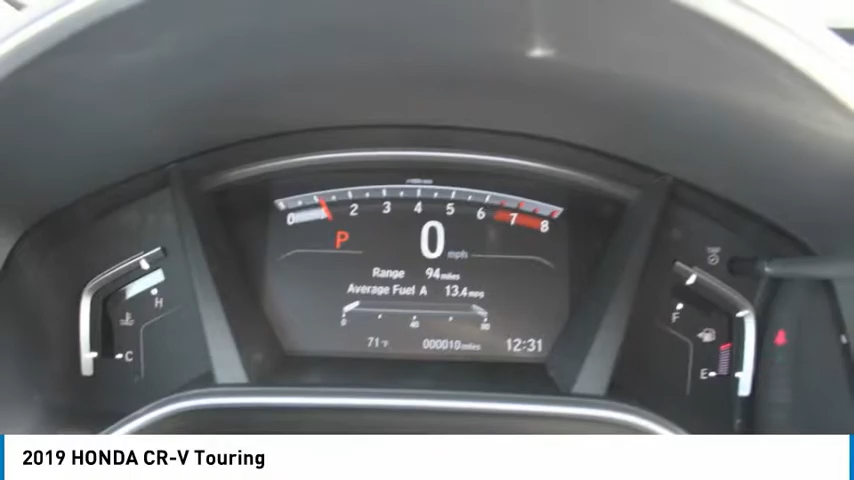 0 2 3 4 5 6 7 8
P
0 mph
Range 94 miles
Average Fuel A 13.4 mpg
0 40 80
71°F 000010 miles 12:31
H
C
F
E
2019 HONDA CR-V Touring